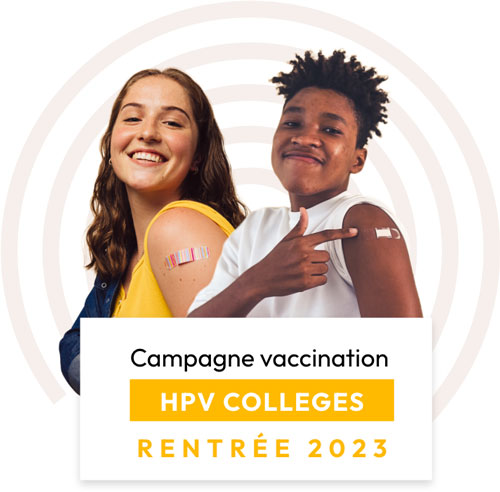 Campagne vaccination
HPV COLLEGES
RENTRÉE 2023